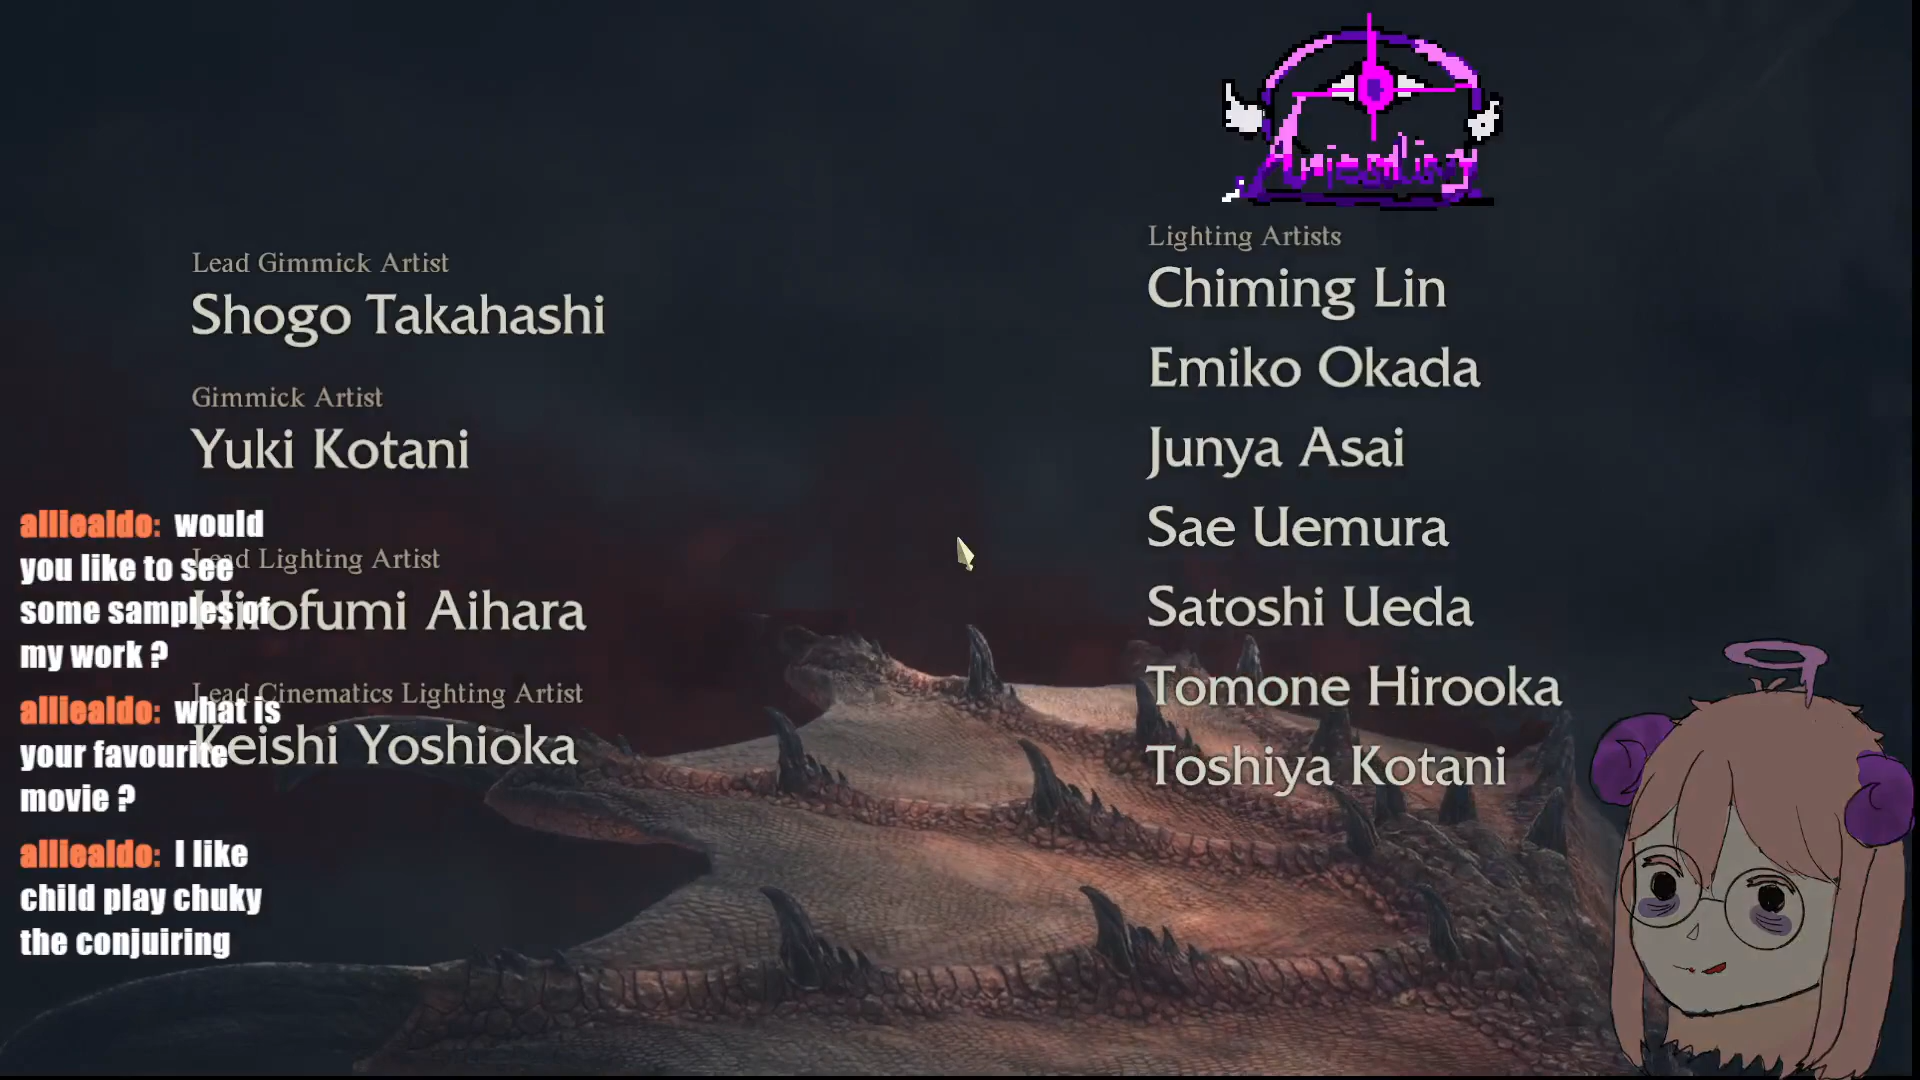 Lead Gimmick Artist
Shogo Takahashi
Gimmick Artist
Yuki Kotani
Lead Lighting Artist
Hirofumi Aihara
Lead Cinematics Lighting Artist
Keishi Yoshioka
Lighting Artists
Chiming Lin
Emiko Okada
Junya Asai
Sae Uemura
Satoshi Ueda
Tomone Hirooka
Toshiya Kotani
alliealdo: would
you like to see
some samples of
my work ?
alliealdo: what is
your favourite
movie ?
alliealdo: I like
child play chuky
the conjuiring